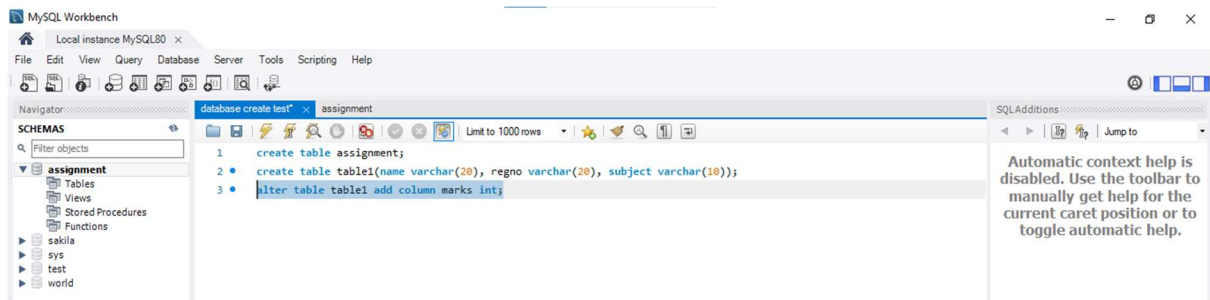 MySQL Workbench
Local instance MySQL80
File Edit View Query Database Server Tools Scripting Help
Navigator
SCHEMAS
Filter objects
assignment
Tables
Views
Stored Procedures
Functions
sakila
sys
test
world
database create test* assignment
Limit to 1000 rows
1 create table assignment;
2 create table table1(name varchar(20), regno varchar(20), subject varchar(10));
3 alter table table1 add column marks int;
SQLAdditions
Jump to
Automatic context help is
disabled. Use the toolbar to
manually get help for the
current caret position or to
toggle automatic help.